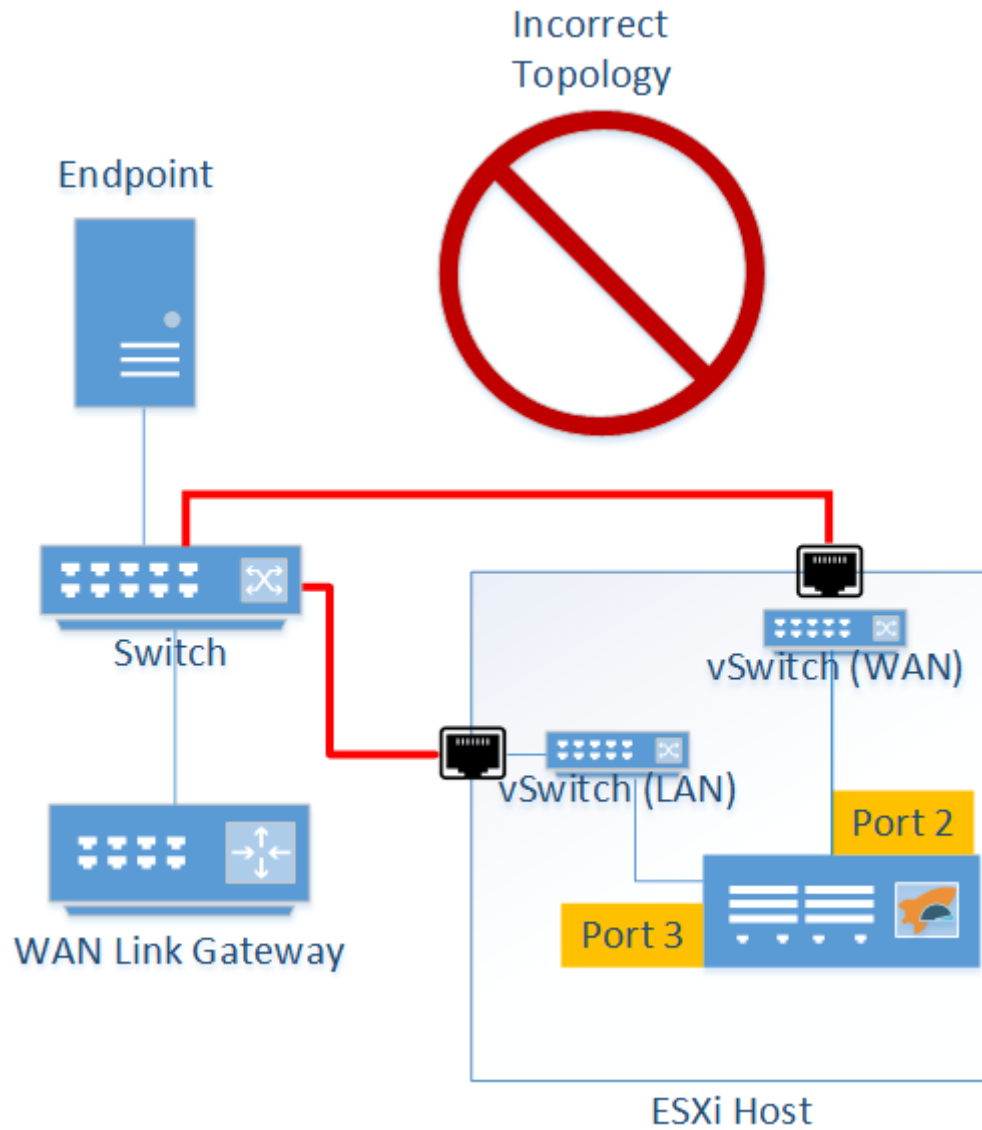 Incorrect
Topology
Endpoint
Switch
vSwitch (WAN)
vSwitch (LAN)
Port 2
Port 3
WAN Link Gateway
ESXi Host